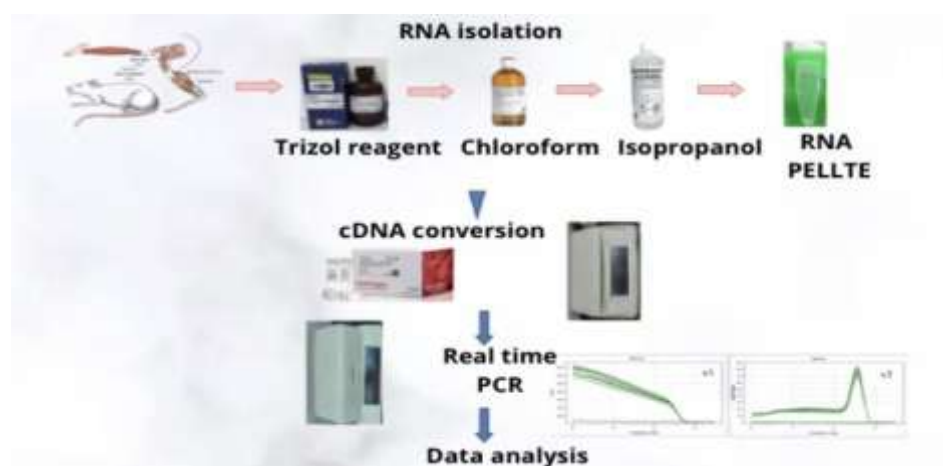 RNA isolation
Trizol reagent
Chloroform
Isopropanol
RNA
PELLTE
cDNA conversion
Real time
PCR
Data analysis